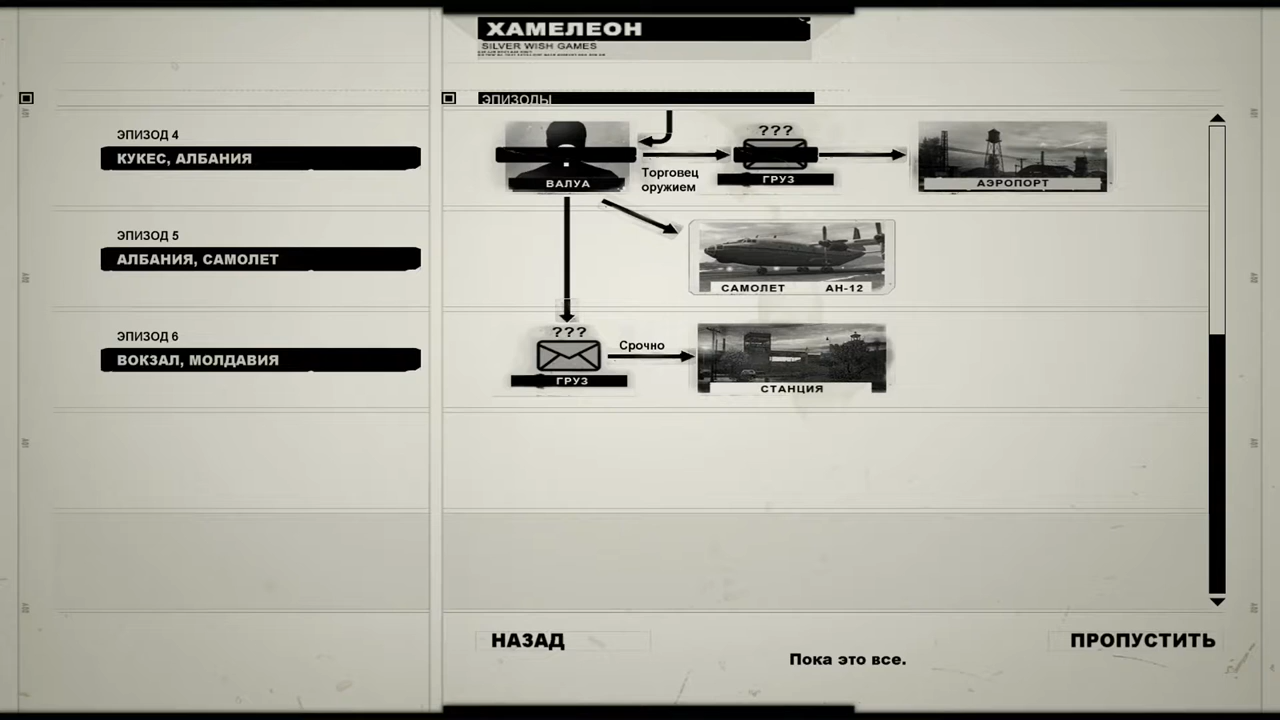 ХАМЕЛЕОН
SILVER WISH GAMES
ЭПИЗОДЫ
ЭПИЗОД 4
КУКЕС, АЛБАНИЯ
ВАЛУА
Торговец
оружием
???
ГРУЗ
АЭРОПОРТ
ЭПИЗОД 5
АЛБАНИЯ, САМОЛЕТ
САМОЛЕТ АН-12
ЭПИЗОД 6
ВОКЗАЛ, МОЛДАВИЯ
???
ГРУЗ
Срочно
СТАНЦИЯ
НАЗАД
ПРОПУСТИТЬ
Пока это все.